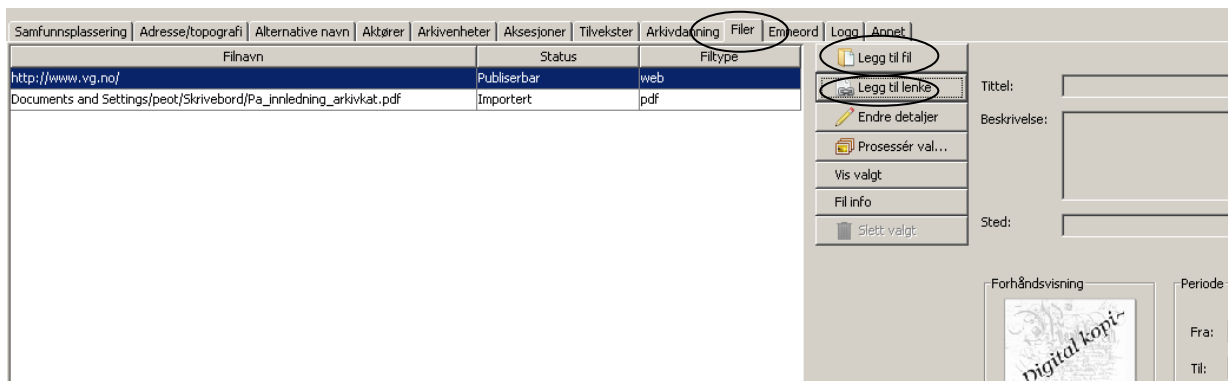 Samfunnsplassering Adresse/topografi Alternative navn Aktører Arkivenheter Aksesjoner Tilvekster Arkivdanning Filer Emneord Logg Annet
Filnavn Status Filtype
http://www.vg.no/ Publiserbar web
Documents and Settings/peot/Skrivebord/Pa_innledning_arkivkat.pdf Importert pdf
Legg til fil
Legg til lenke
Endre detaljer
Prosessér val...
Vis valgt
Fil info
Slett valgt
Tittel:
Beskrivelse:
Sted:
Forhåndsvisning
Digital kopi~
Periode
Fra:
Til: